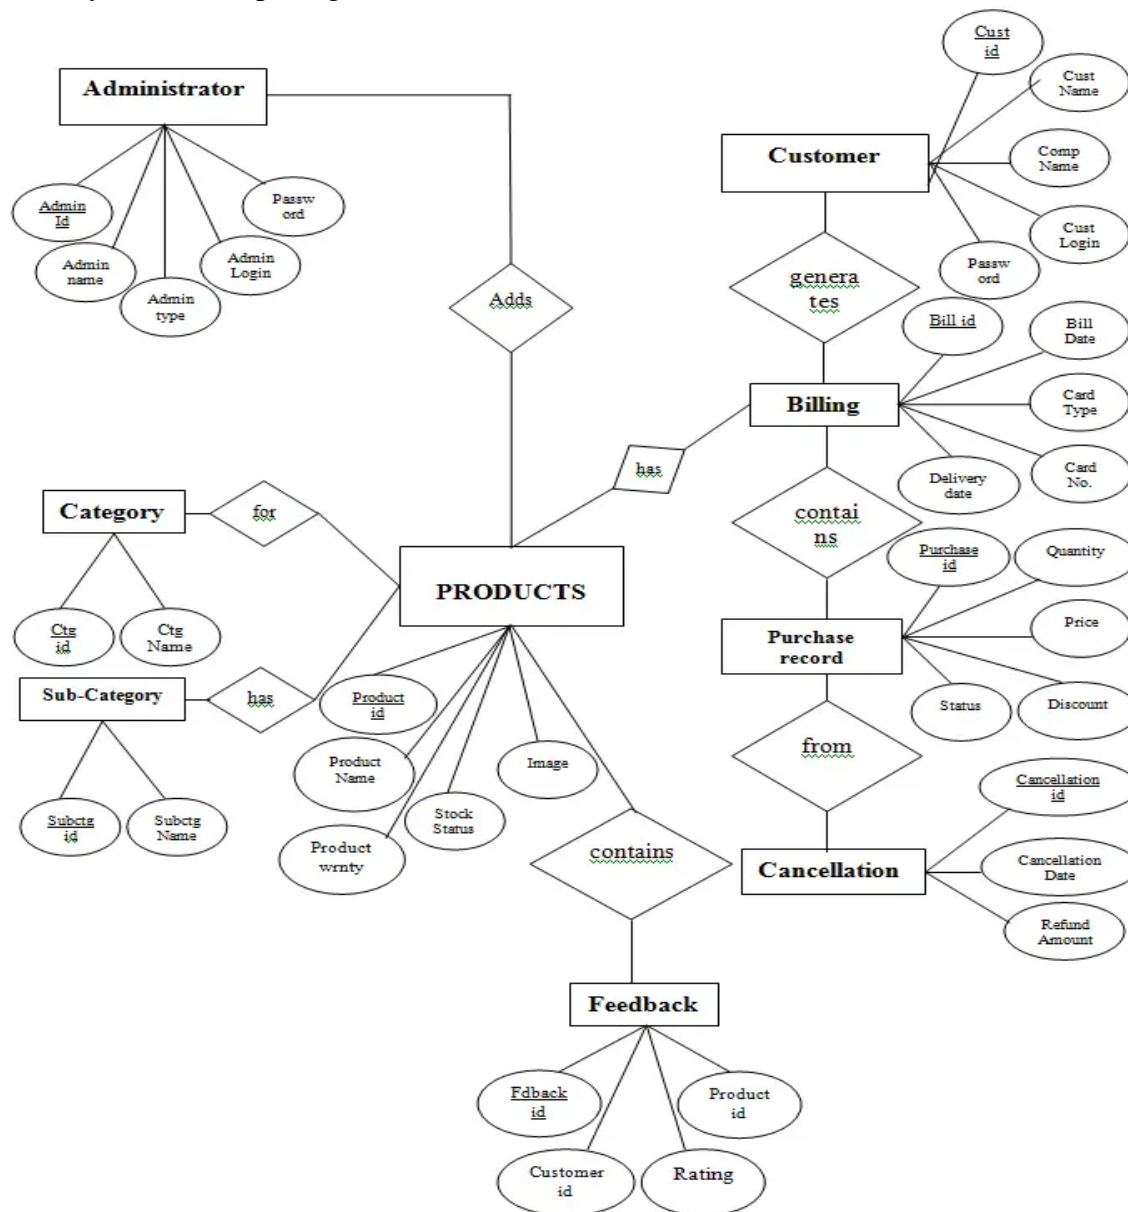 Administrator
Admin
Id
Admin
name
Admin
type
Admin
Login
Passw
ord
Adds
Customer
Cust
id
Cust
Name
Comp
Name
Cust
Login
Passw
ord
genera
tes
Billing
Bill id
Bill
Date
Card
Type
Card
No.
Delivery
date
has
contai
ns
Category
for
Ctg
id
Ctg
Name
PRODUCTS
Sub-Category
has
Subctg
id
Subctg
Name
Product
id
Product
Name
Product
wrnty
Stock
Status
Image
Purchase
record
Purchase
id
Quantity
Price
Discount
Status
from
Cancellation
Cancellation
id
Cancellation
Date
Refund
Amount
contains
Feedback
Fdback
id
Customer
id
Rating
Product
id